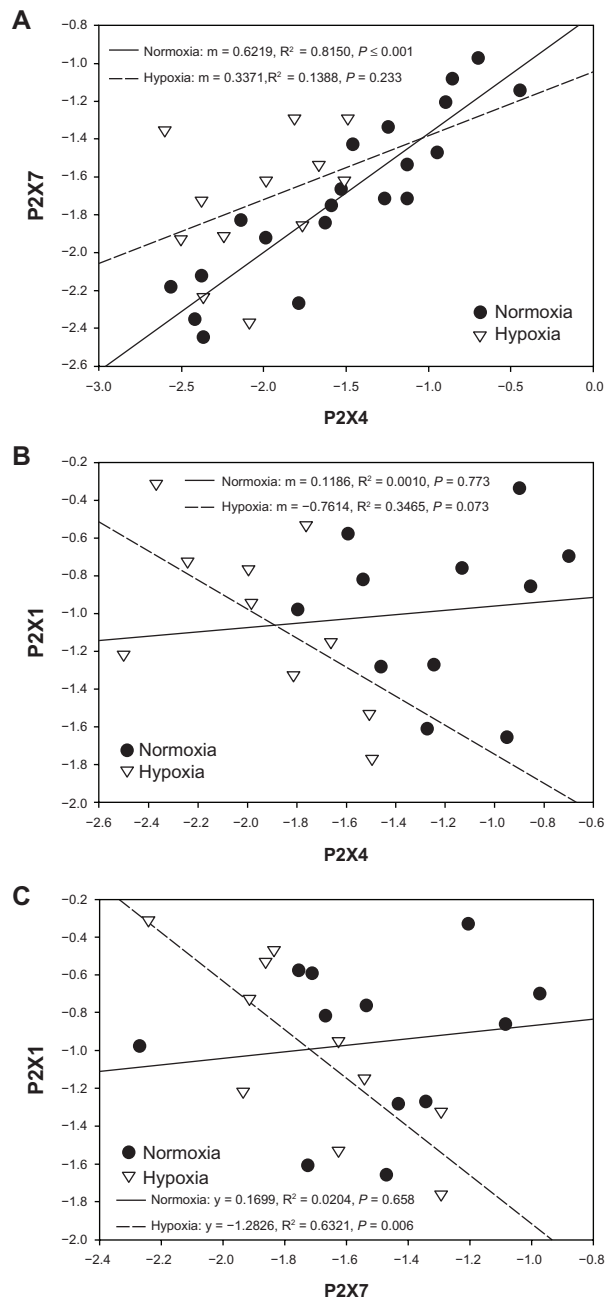 A
Normoxia: m = 0.6219, R² = 0.8150, P ≤ 0.001
Hypoxia: m = 0.3371,R² = 0.1388, P = 0.233
−0.8
−1.0
−1.2
−1.4
−1.6
−1.8
−2.0
−2.2
−2.4
−2.6
P2X7
Normoxia
Hypoxia
−3.0 −2.5 −2.0 −1.5 −1.0 −0.5 0.0
P2X4
B
Normoxia: m = 0.1186, R² = 0.0010, P = 0.773
Hypoxia: m = −0.7614, R² = 0.3465, P = 0.073
−0.2
−0.4
−0.6
−0.8
−1.0
−1.2
−1.4
−1.6
−1.8
−2.0
P2X1
Normoxia
Hypoxia
−2.6 −2.4 −2.2 −2.0 −1.8 −1.6 −1.4 −1.2 −1.0 −0.8 −0.6
P2X4
C
−0.2
−0.4
−0.6
−0.8
−1.0
−1.2
−1.4
−1.6
−1.8
−2.0
P2X1
Normoxia
Hypoxia
Normoxia: y = 0.1699, R² = 0.0204, P = 0.658
Hypoxia: y = −1.2826, R² = 0.6321, P = 0.006
−2.4 −2.2 −2.0 −1.8 −1.6 −1.4 −1.2 −1.0 −0.8
P2X7